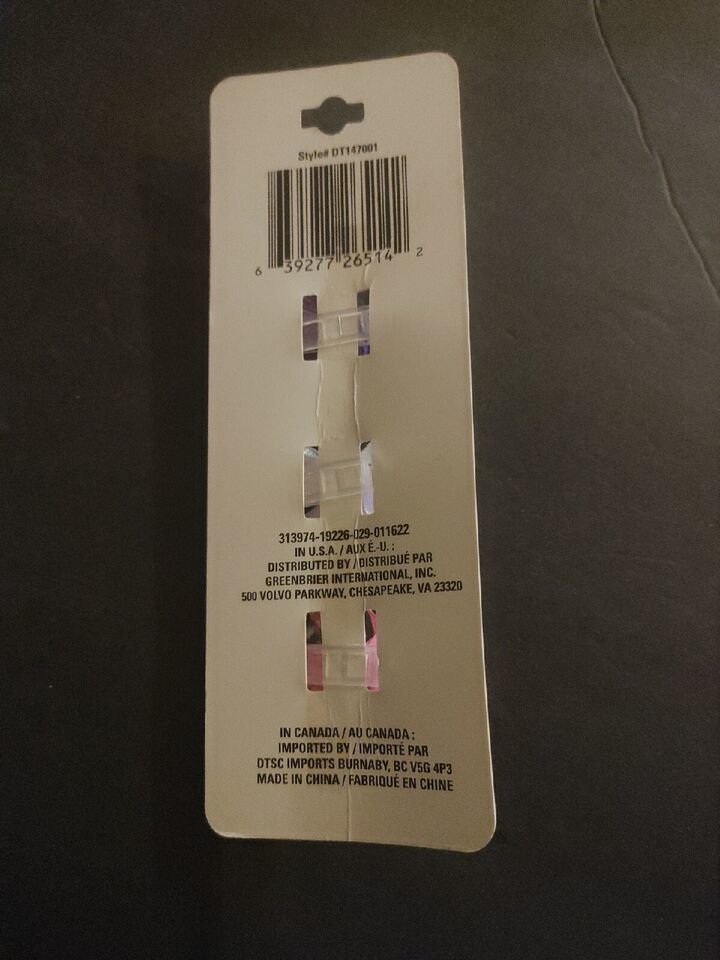 Style# DT147001
6 39277 26514 2
313974-19226-029-011622
IN U.S.A. / AUX É.-U. :
DISTRIBUTED BY / DISTRIBUÉ PAR
GREENBRIER INTERNATIONAL, INC.
500 VOLVO PARKWAY, CHESAPEAKE, VA 23320
IN CANADA / AU CANADA :
IMPORTED BY / IMPORTÉ PAR
DTSC IMPORTS BURNABY, BC V5G 4P3
MADE IN CHINA / FABRIQUÉ EN CHINE